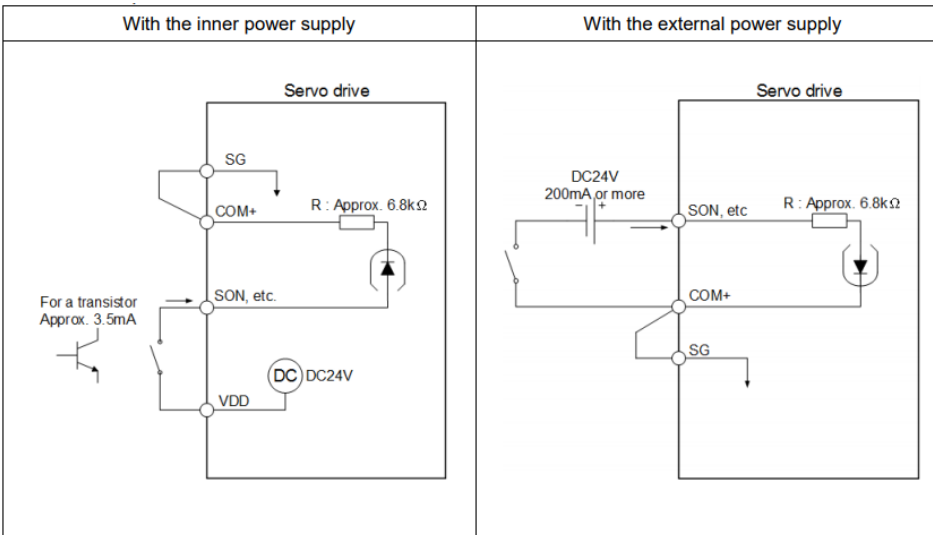 With the inner power supply
With the external power supply
Servo drive
SG
COM+
R : Approx. 6.8kΩ
For a transistor
Approx. 3.5mA
SON, etc.
DC DC24V
VDD
Servo drive
DC24V
200mA or more
− +
SON, etc
R : Approx. 6.8kΩ
COM+
SG